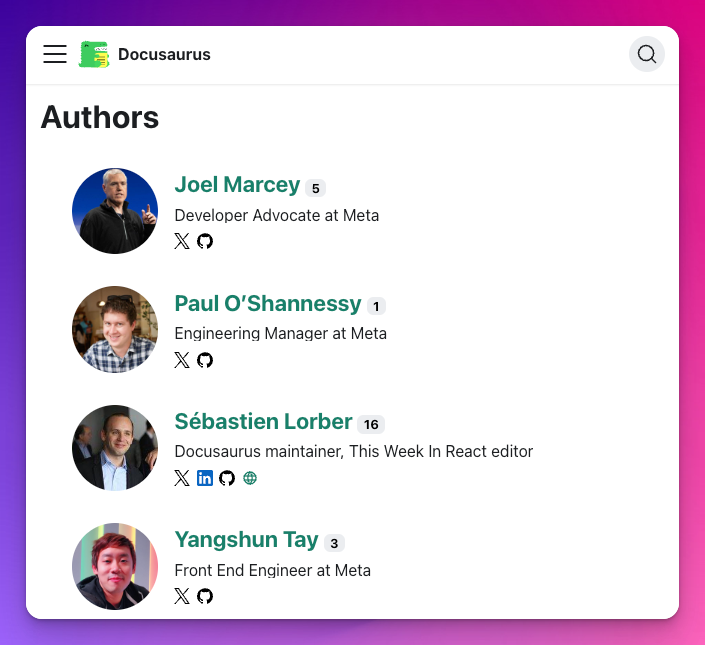 Docusaurus
Authors
Joel Marcey 5
Developer Advocate at Meta
Paul O’Shannessy 1
Engineering Manager at Meta
Sébastien Lorber 16
Docusaurus maintainer, This Week In React editor
in
Yangshun Tay 3
Front End Engineer at Meta